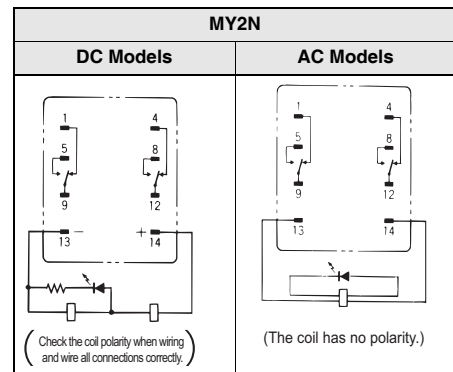 MY2N
DC Models
AC Models
1 4
5 8
9 12
13 − + 14
Check the coil polarity when wiring
and wire all connections correctly.
1 4
5 8
9 12
13 14
(The coil has no polarity.)